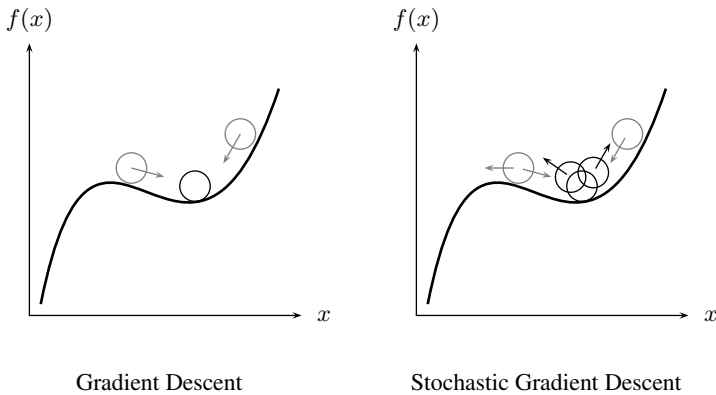 f(x)
f(x)
x
x
Gradient Descent
Stochastic Gradient Descent